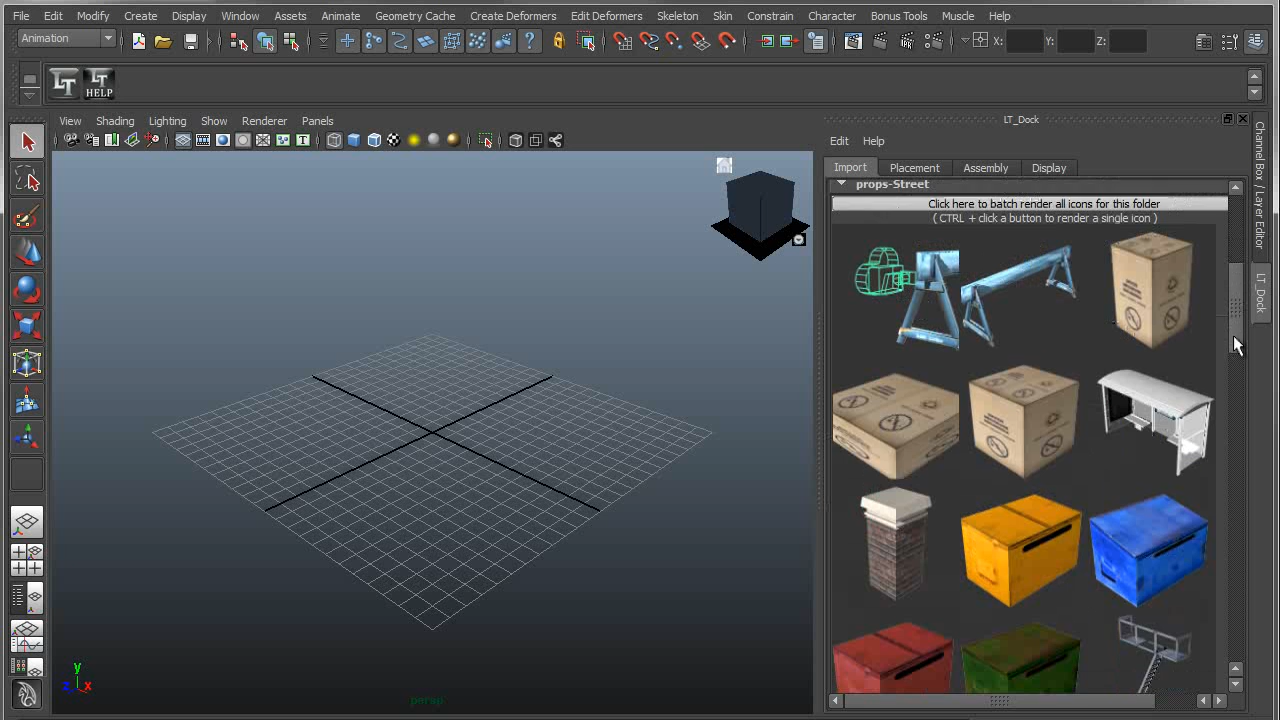 File Edit Modify Create Display Window Assets Animate Geometry Cache Create Deformers Edit Deformers Skeleton Skin Constrain Character Bonus Tools Muscle Help
Animation X: Y: Z:
LT LT HELP
View Shading Lighting Show Renderer Panels
LT_Dock
Edit Help
Import Placement Assembly Display
props-Street
Click here to batch render all icons for this folder
( CTRL + click a button to render a single icon )
Channel Box / Layer Editor
LT_Dock
y
z x
persp